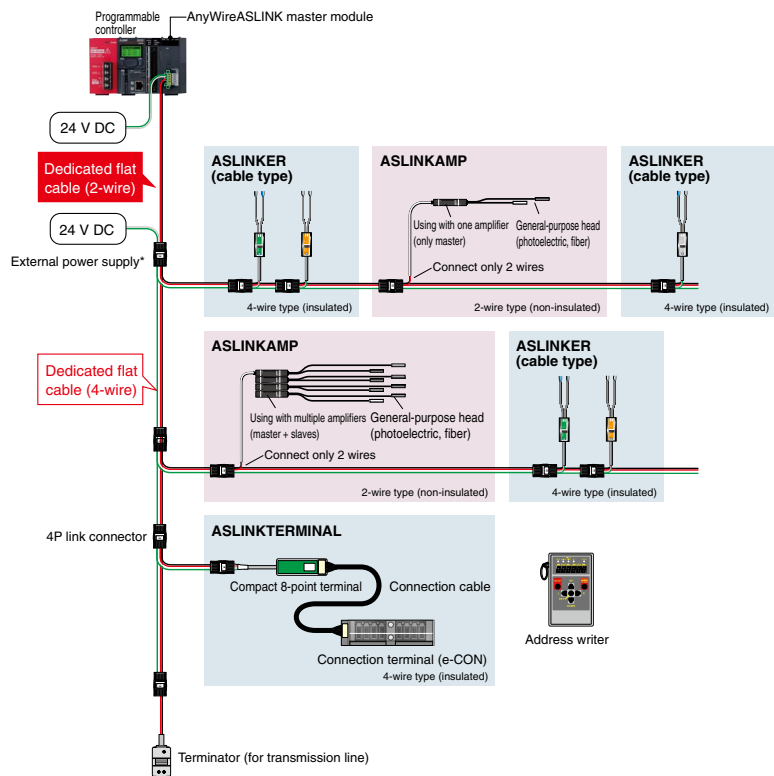 Programmable
controller
AnyWireASLINK master module
24 V DC
Dedicated flat
cable (2-wire)
24 V DC
External power supply*
ASLINKER
(cable type)
4-wire type (insulated)
ASLINKAMP
Using with one amplifier
(only master)
General-purpose head
(photoelectric, fiber)
Connect only 2 wires
2-wire type (non-insulated)
ASLINKER
(cable type)
4-wire type (insulated)
Dedicated flat
cable (4-wire)
ASLINKAMP
Using with multiple amplifiers
(master + slaves)
General-purpose head
(photoelectric, fiber)
Connect only 2 wires
2-wire type (non-insulated)
ASLINKER
(cable type)
4-wire type (insulated)
4P link connector
ASLINKTERMINAL
Compact 8-point terminal
Connection cable
Connection terminal (e-CON)
4-wire type (insulated)
Address writer
Terminator (for transmission line)